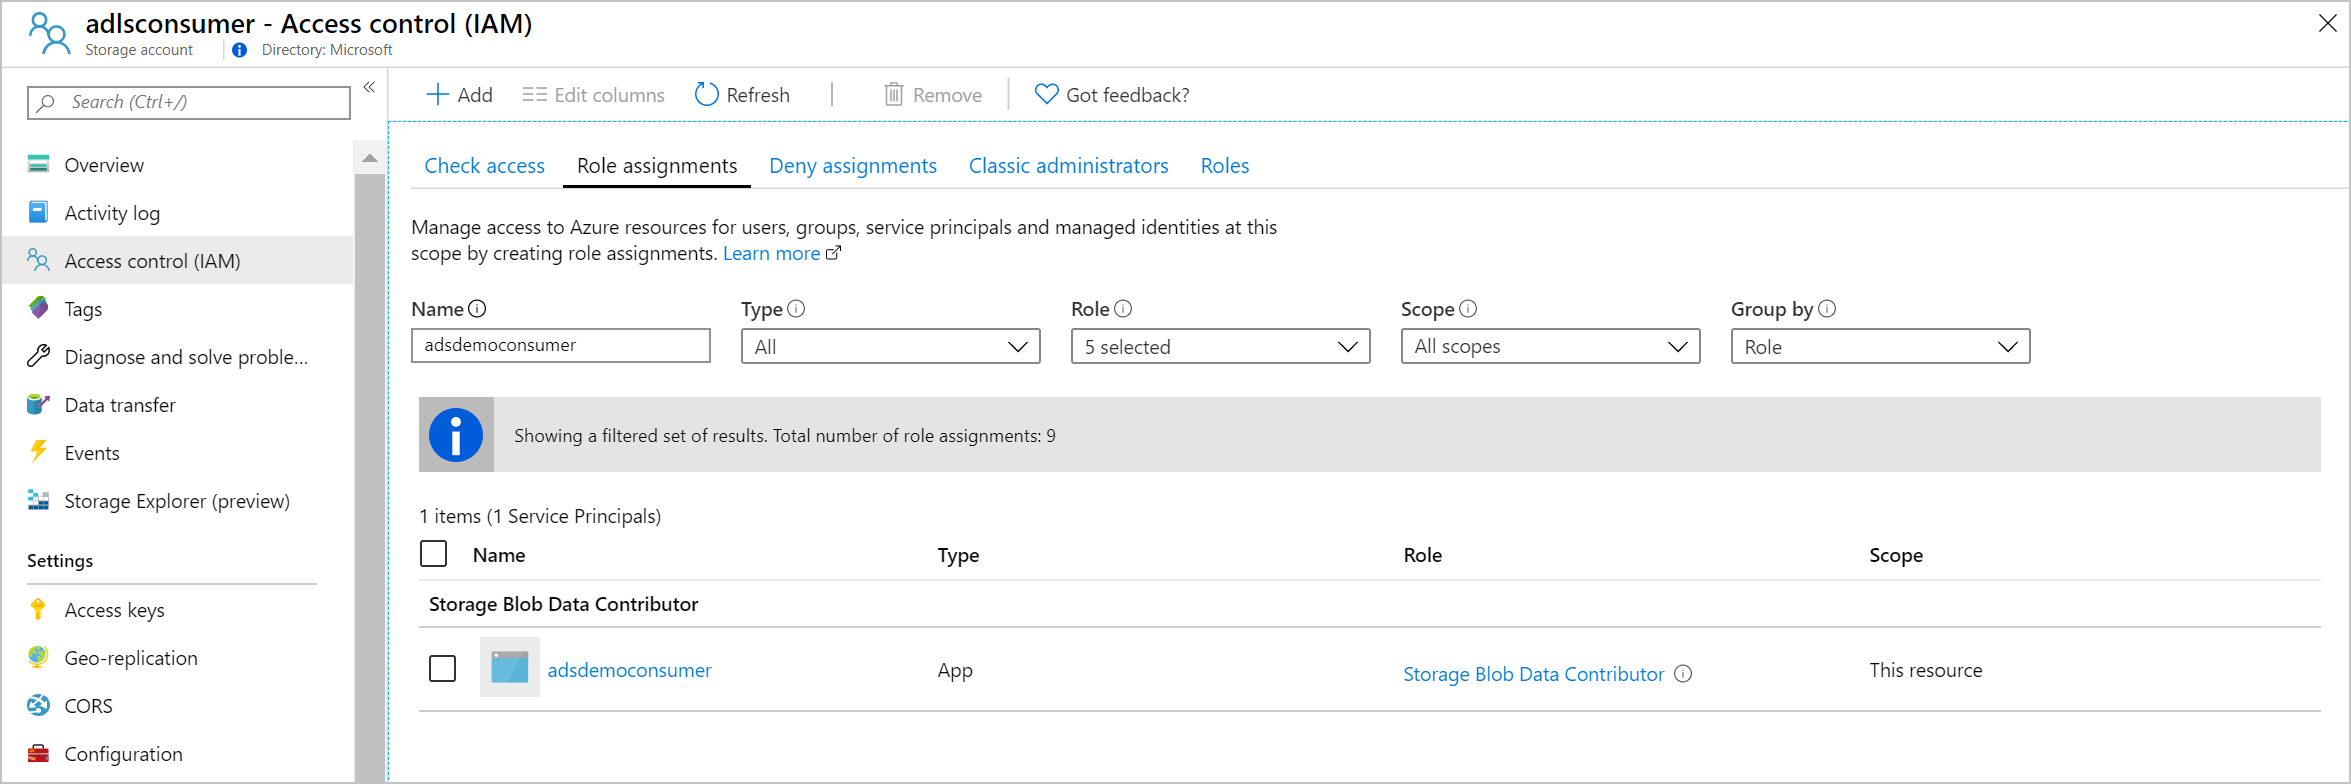 adlsconsumer - Access control (IAM)
Storage account
Directory: Microsoft
Search (Ctrl+/)
Overview
Activity log
Access control (IAM)
Tags
Diagnose and solve proble...
Data transfer
Events
Storage Explorer (preview)
Settings
Access keys
Geo-replication
CORS
Configuration
Add Edit columns Refresh Remove Got feedback?
Check access Role assignments Deny assignments Classic administrators Roles
Manage access to Azure resources for users, groups, service principals and managed identities at this
scope by creating role assignments. Learn more
Name Type Role Scope Group by
adsdemoconsumer All 5 selected All scopes Role
Showing a filtered set of results. Total number of role assignments: 9
1 items (1 Service Principals)
Name Type Role Scope
Storage Blob Data Contributor
adsdemoconsumer App Storage Blob Data Contributor This resource